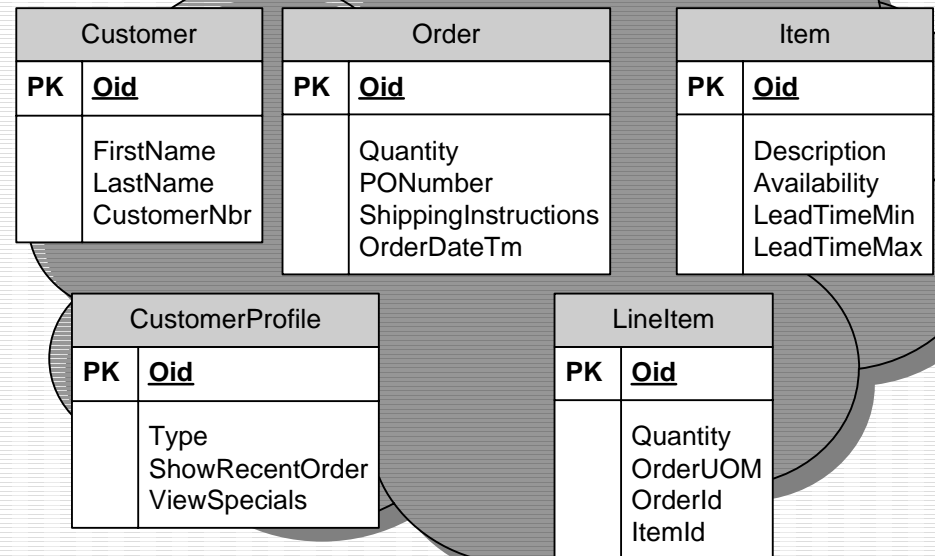 Customer
PK Oid
FirstName
LastName
CustomerNbr
Order
PK Oid
Quantity
PONumber
ShippingInstructions
OrderDateTm
Item
PK Oid
Description
Availability
LeadTimeMin
LeadTimeMax
CustomerProfile
PK Oid
Type
ShowRecentOrder
ViewSpecials
LineItem
PK Oid
Quantity
OrderUOM
OrderId
ItemId